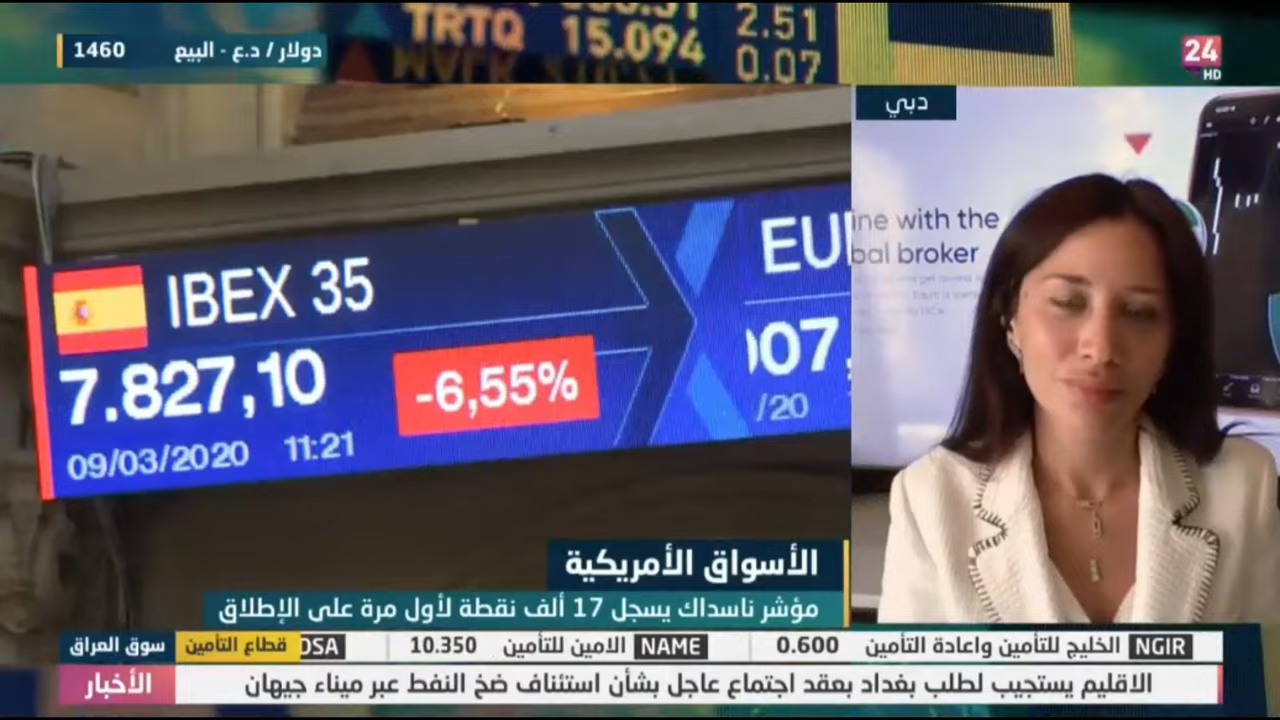 TRTQ 15.094 2.51
0.07
دولار / د.ع - البيع 1460
24
HD
دبي
ine with the
bal broker
IBEX 35
7.827,10 -6,55%
09/03/2020 11:21
EU
007,
/20
الأسواق الأمريكية
مؤشر ناسداك يسجل 17 ألف نقطة لأول مرة على الإطلاق
سوق العراق
قطاع التأمين
NGIR الخليج للتأمين واعادة التأمين 0.600 NAME الامين للتأمين 10.350 OSA
الأخبار
الاقليم يستجيب لطلب بغداد بعقد اجتماع عاجل بشأن استئناف ضخ النفط عبر ميناء جيهان